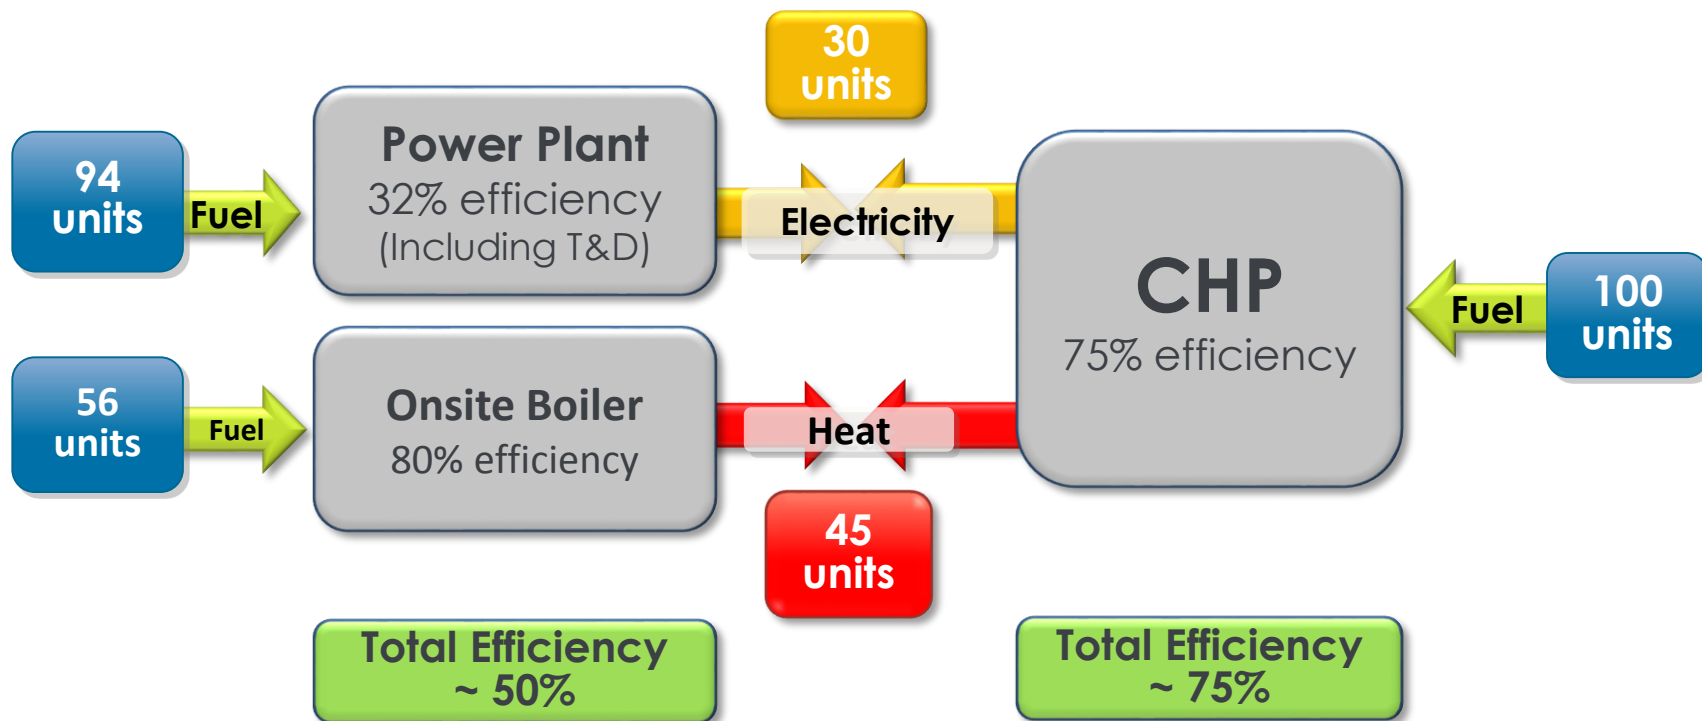 30
units
94
units
Fuel
Power Plant
32% efficiency
(Including T&D)
Electricity
CHP
75% efficiency
Fuel
100
units
56
units
Fuel
Onsite Boiler
80% efficiency
Heat
45
units
Total Efficiency
~ 50%
Total Efficiency
~ 75%